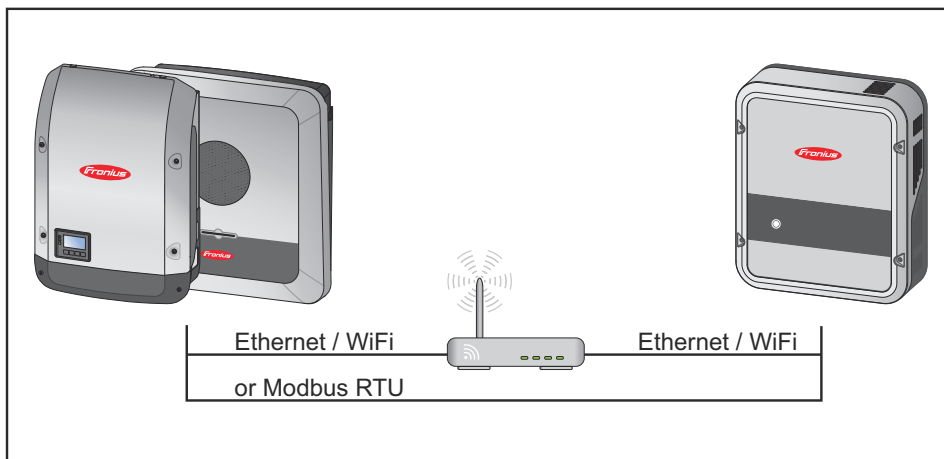 Fronius
Fronius
Fronius
Ethernet / WiFi
Ethernet / WiFi
or Modbus RTU